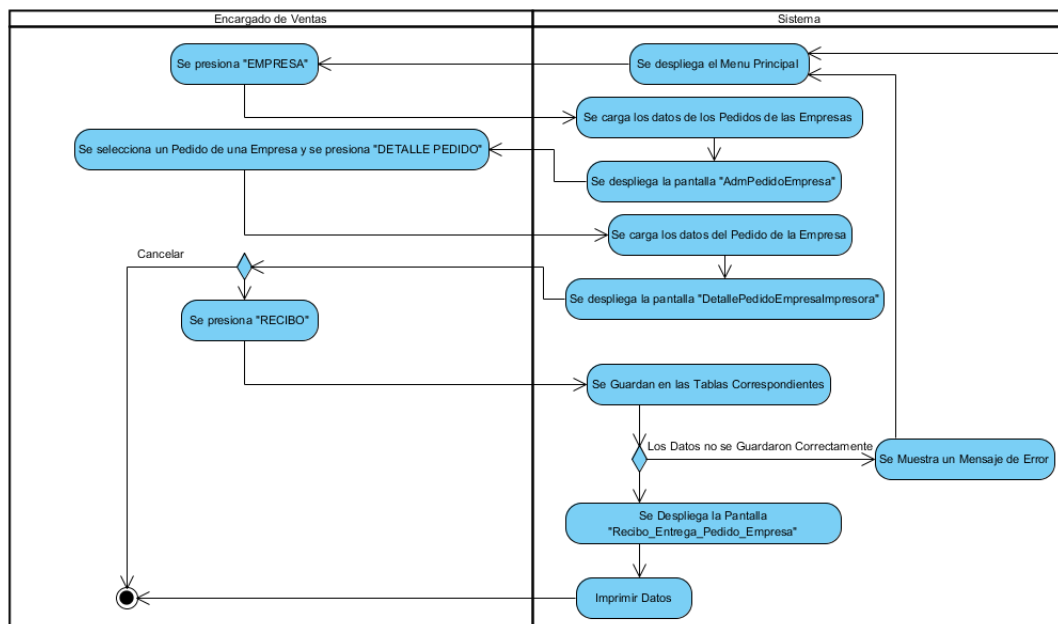 Encargado de Ventas
Sistema
Se presiona "EMPRESA"
Se despliega el Menu Principal
Se carga los datos de los Pedidos de las Empresas
Se selecciona un Pedido de una Empresa y se presiona "DETALLE PEDIDO"
Se despliega la pantalla "AdmPedidoEmpresa"
Se carga los datos del Pedido de la Empresa
Cancelar
Se despliega la pantalla "DetallePedidoEmpresaImpresora"
Se presiona "RECIBO"
Se Guardan en las Tablas Correspondientes
Los Datos no se Guardaron Correctamente
Se Muestra un Mensaje de Error
Se Despliega la Pantalla
"Recibo_Entrega_Pedido_Empresa"
Imprimir Datos